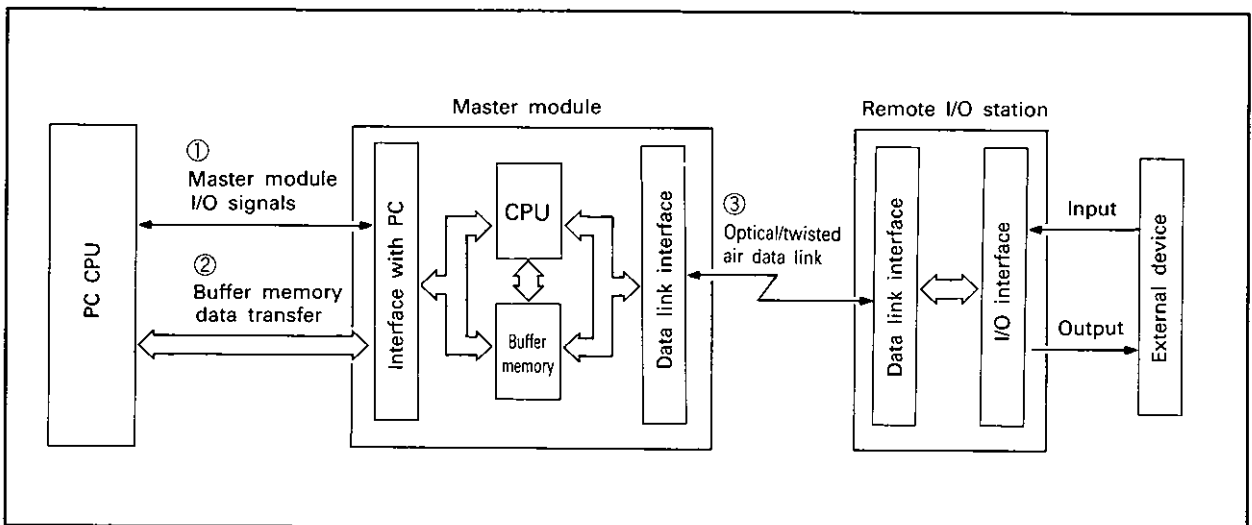 Master module
Remote I/O station
PC CPU
①
Master module
I/O signals
②
Buffer memory
data transfer
Interface with PC
CPU
Buffer
memory
Data link interface
③
Optical/twisted
air data link
Data link interface
I/O interface
Input
Output
External device